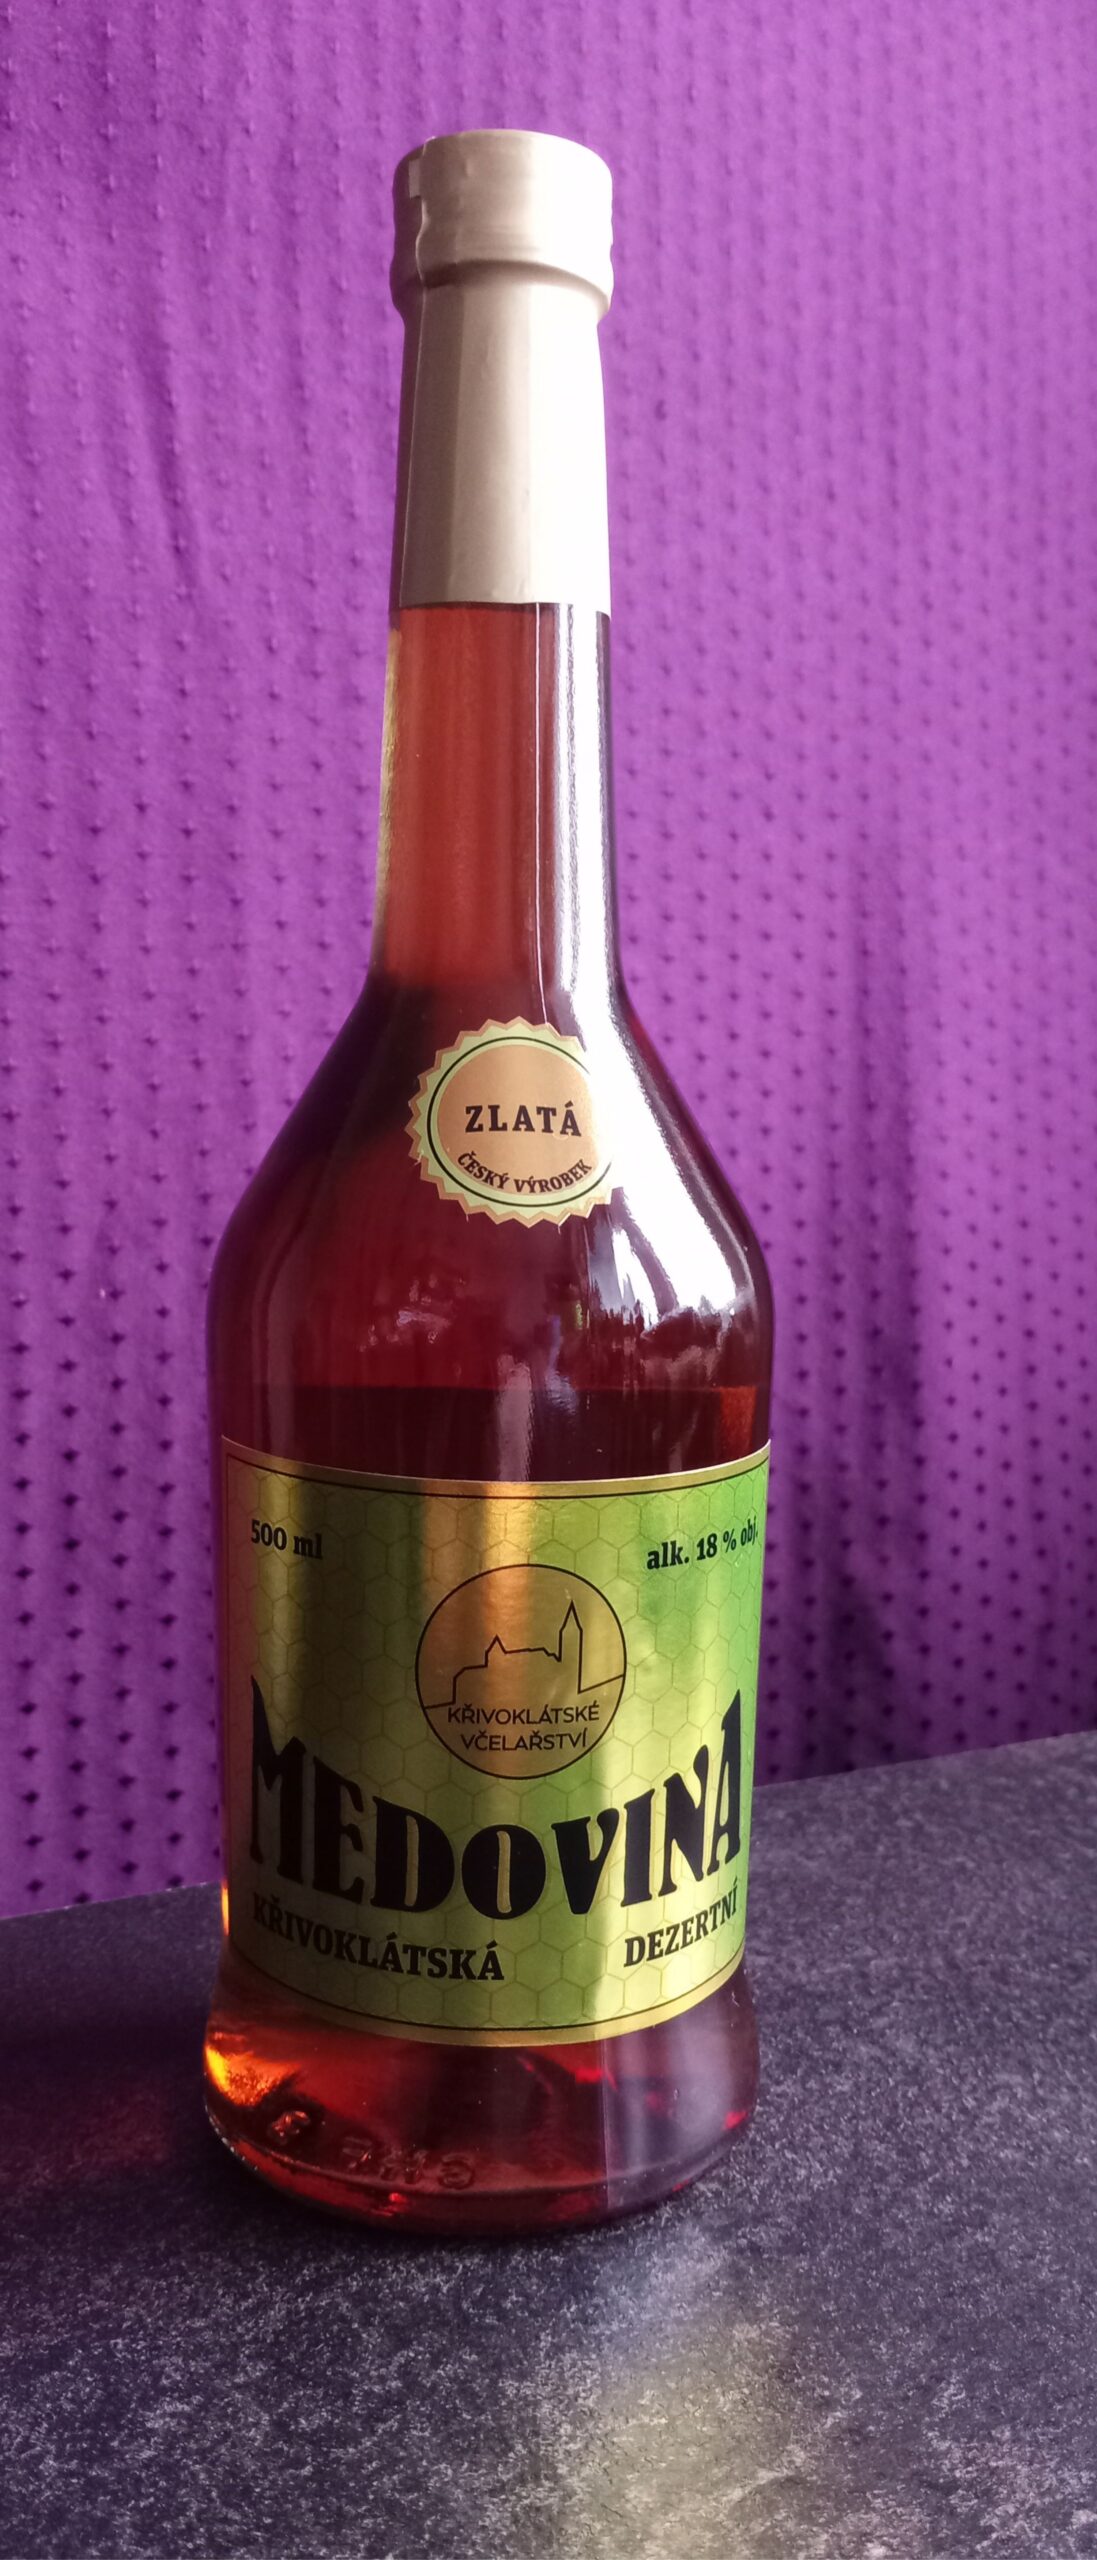 ZLATÁ
ČESKÝ VÝROBEK
500 ml
alk. 18 % obj.
KŘIVOKLÁTSKÉ
VČELAŘSTVÍ
MEDOVINA
KŘIVOKLÁTSKÁ
DEZERTNÍ